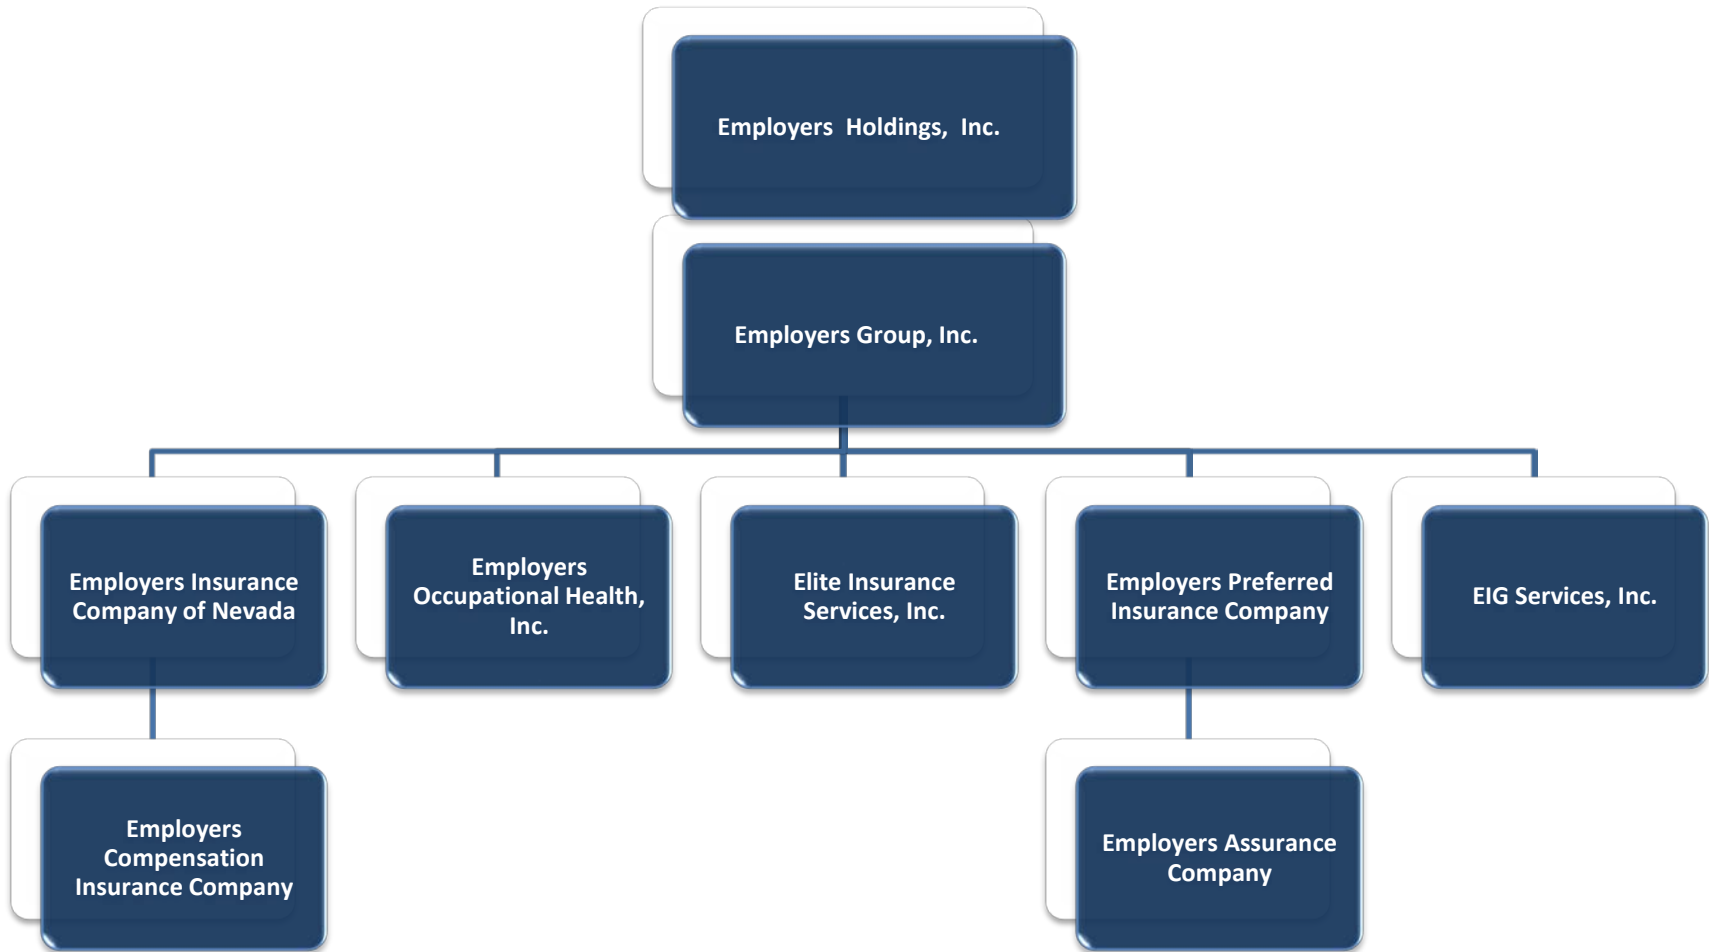 Employers  Holdings,  Inc.
Employers Group, Inc.
Employers Insurance
Company of Nevada
Employers
Occupational Health,
Inc.
Elite Insurance
Services, Inc.
Employers Preferred
Insurance Company
EIG Services, Inc.
Employers
Compensation
Insurance Company
Employers Assurance
Company